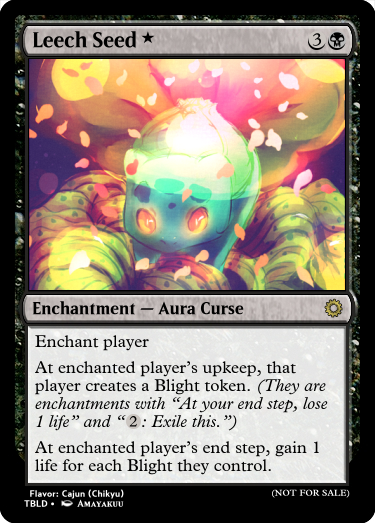 Leech Seed ★ 3
Enchantment — Aura Curse
Enchant player
At enchanted player's upkeep, that
player creates a Blight token. (They are
enchantments with “At your end step, lose
1 life” and “2: Exile this.”)
At enchanted player's end step, gain 1
life for each Blight they control.
Flavor: Cajun (Chikyu) (NOT FOR SALE)
TBLD • Amayakuu